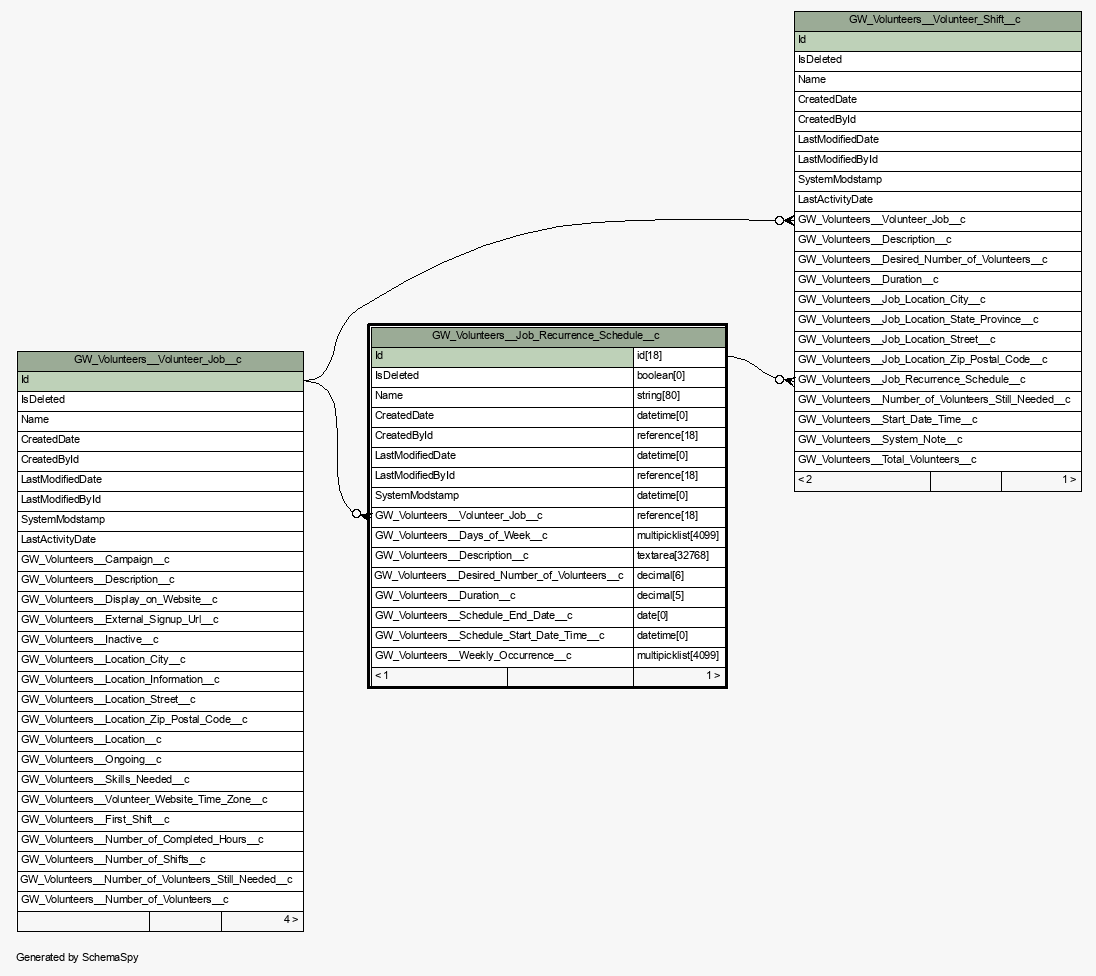 GW_Volunteers__Volunteer_Shift__c
Id
IsDeleted
Name
CreatedDate
CreatedById
LastModifiedDate
LastModifiedById
SystemModstamp
LastActivityDate
GW_Volunteers__Volunteer_Job__c
GW_Volunteers__Description__c
GW_Volunteers__Desired_Number_of_Volunteers__c
GW_Volunteers__Duration__c
GW_Volunteers__Job_Location_City__c
GW_Volunteers__Job_Location_State_Province__c
GW_Volunteers__Job_Location_Street__c
GW_Volunteers__Job_Location_Zip_Postal_Code__c
GW_Volunteers__Job_Recurrence_Schedule__c
GW_Volunteers__Number_of_Volunteers_Still_Needed__c
GW_Volunteers__Start_Date_Time__c
GW_Volunteers__System_Note__c
GW_Volunteers__Total_Volunteers__c
< 2 1 >
GW_Volunteers__Job_Recurrence_Schedule__c
Id id[18]
IsDeleted boolean[0]
Name string[80]
CreatedDate datetime[0]
CreatedById reference[18]
LastModifiedDate datetime[0]
LastModifiedById reference[18]
SystemModstamp datetime[0]
GW_Volunteers__Volunteer_Job__c reference[18]
GW_Volunteers__Days_of_Week__c multipicklist[4099]
GW_Volunteers__Description__c textarea[32768]
GW_Volunteers__Desired_Number_of_Volunteers__c decimal[6]
GW_Volunteers__Duration__c decimal[5]
GW_Volunteers__Schedule_End_Date__c date[0]
GW_Volunteers__Schedule_Start_Date_Time__c datetime[0]
GW_Volunteers__Weekly_Occurrence__c multipicklist[4099]
< 1 1 >
GW_Volunteers__Volunteer_Job__c
Id
IsDeleted
Name
CreatedDate
CreatedById
LastModifiedDate
LastModifiedById
SystemModstamp
LastActivityDate
GW_Volunteers__Campaign__c
GW_Volunteers__Description__c
GW_Volunteers__Display_on_Website__c
GW_Volunteers__External_Signup_Url__c
GW_Volunteers__Inactive__c
GW_Volunteers__Location_City__c
GW_Volunteers__Location_Information__c
GW_Volunteers__Location_Street__c
GW_Volunteers__Location_Zip_Postal_Code__c
GW_Volunteers__Location__c
GW_Volunteers__Ongoing__c
GW_Volunteers__Skills_Needed__c
GW_Volunteers__Volunteer_Website_Time_Zone__c
GW_Volunteers__First_Shift__c
GW_Volunteers__Number_of_Completed_Hours__c
GW_Volunteers__Number_of_Shifts__c
GW_Volunteers__Number_of_Volunteers_Still_Needed__c
GW_Volunteers__Number_of_Volunteers__c
4 >
Generated by SchemaSpy